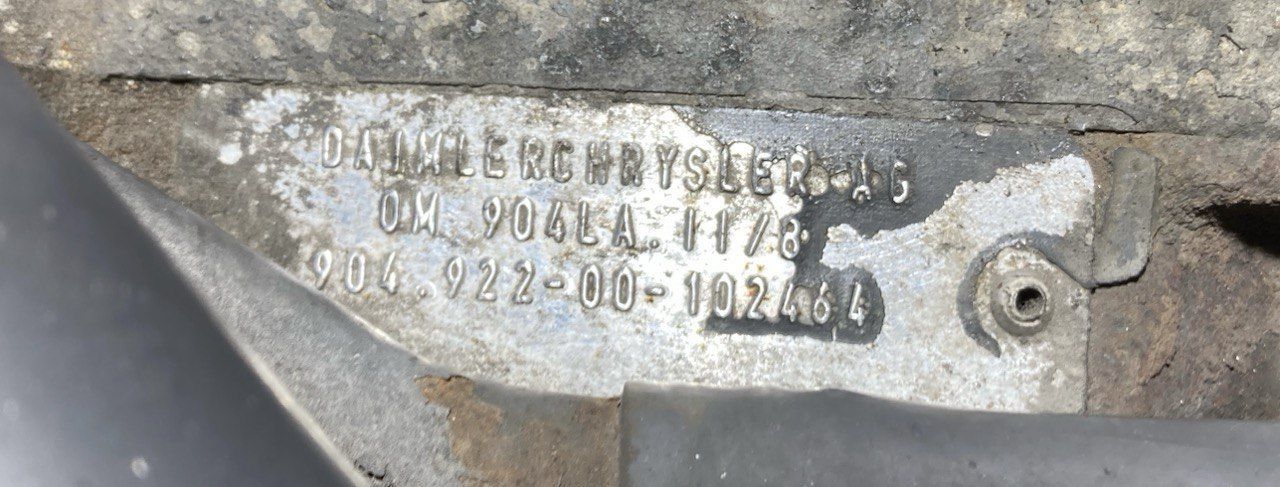 DAIMLERCHRYSLER AG
OM 904LA.II/8
904.922-00-102464